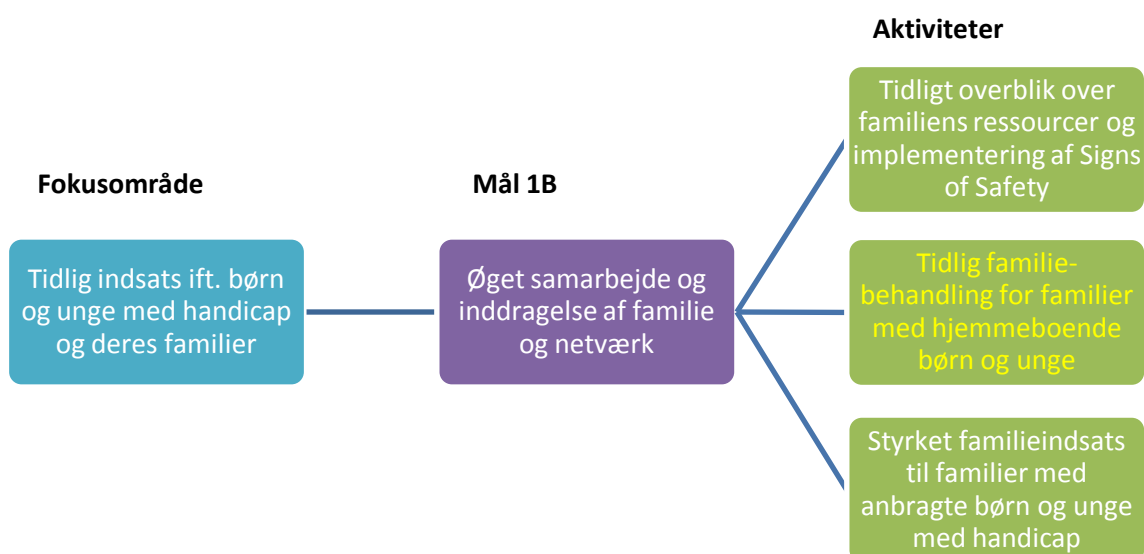 Fokusområde
Tidlig indsats ift. børn
og unge med handicap
og deres familier
Mål 1B
Øget samarbejde og
inddragelse af familie
og netværk
Aktiviteter
Tidligt overblik over
familiens ressourcer og
implementering af Signs
of Safety
Tidlig familie-
behandling for familier
med hjemmeboende
børn og unge
Styrket familieindsats
til familier med
anbragte børn og unge
med handicap